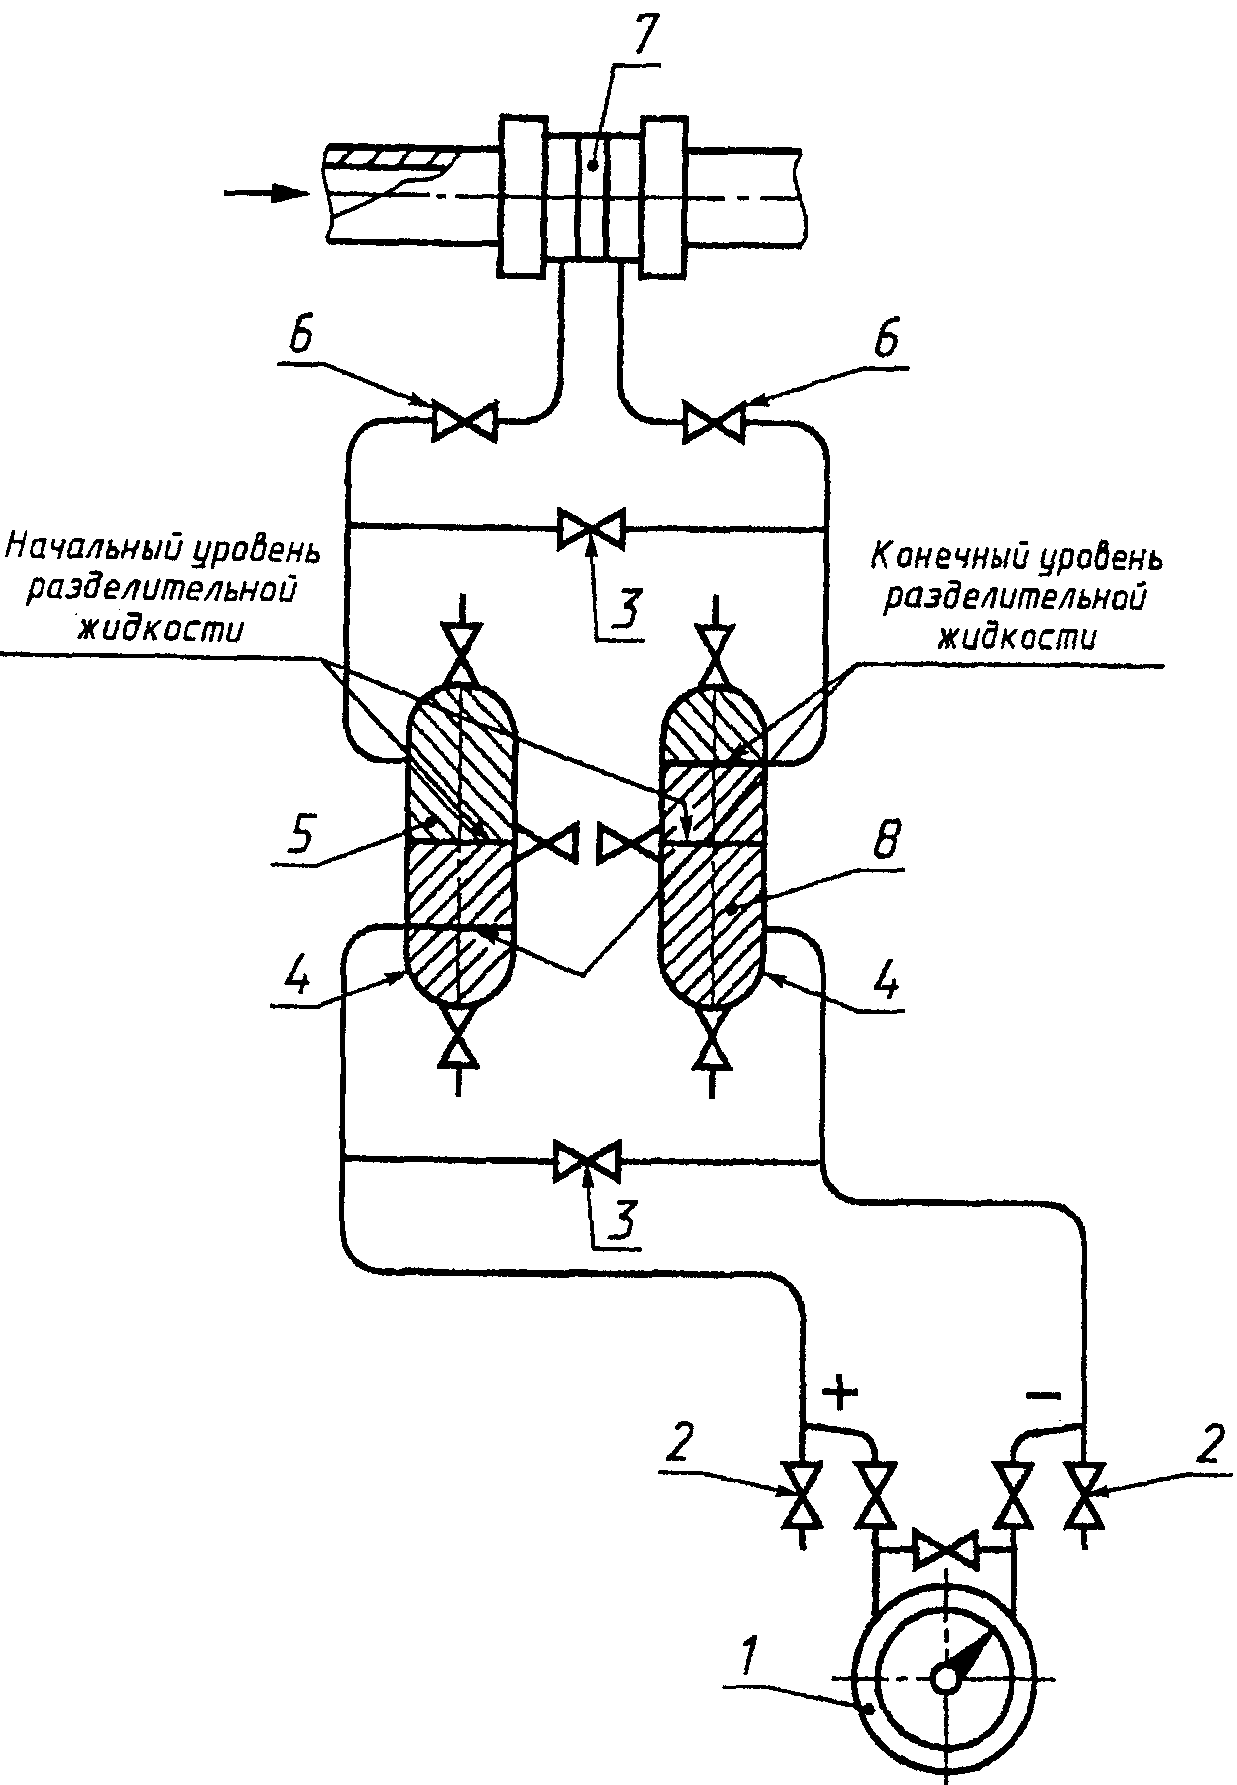 7
6
6
Начальный уровень
разделительной
жидкости
Конечный уровень
разделительной
жидкости
3
5
8
4
4
3
+
−
2
2
1